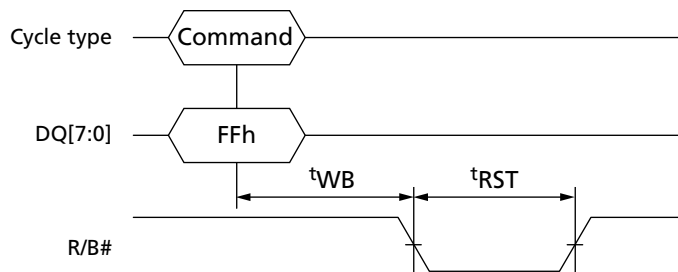 Cycle type Command
DQ[7:0] FFh
tWB tRST
R/B#